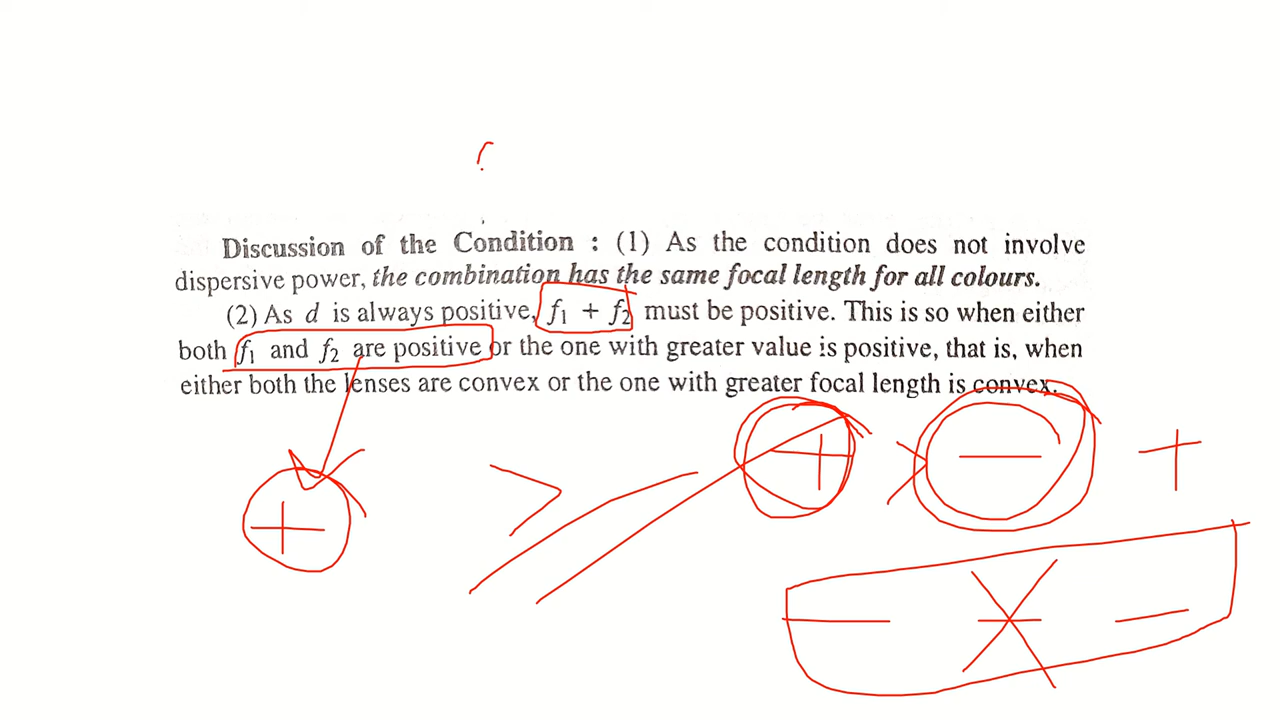 Discussion of the Condition : (1) As the condition does not involve
dispersive power, the combination has the same focal length for all colours.
(2) As d is always positive, f₁ + f₂ must be positive. This is so when either
both f₁ and f₂ are positive or the one with greater value is positive, that is, when
either both the lenses are convex or the one with greater focal length is convex.
+ > + > − +
− × −